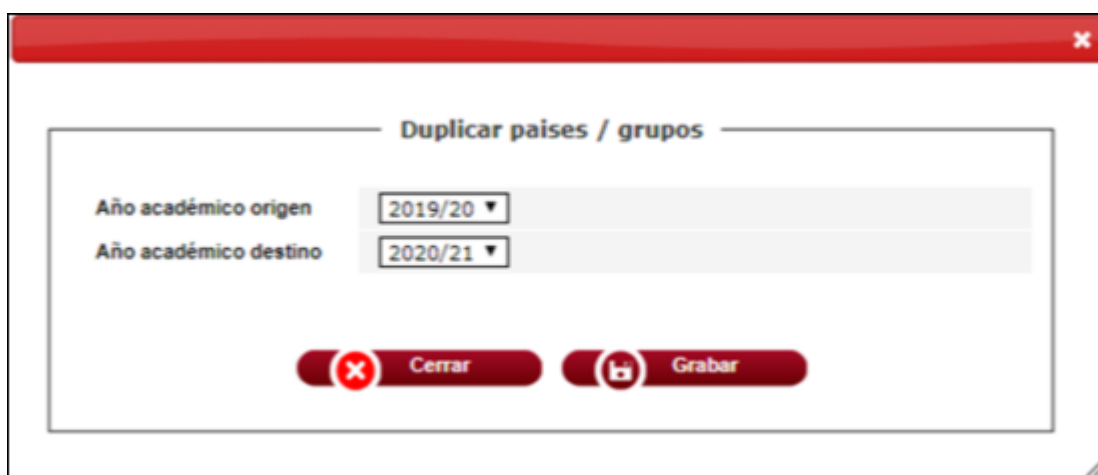 Duplicar paises / grupos
Año académico origen 2019/20
Año académico destino 2020/21
Cerrar Grabar